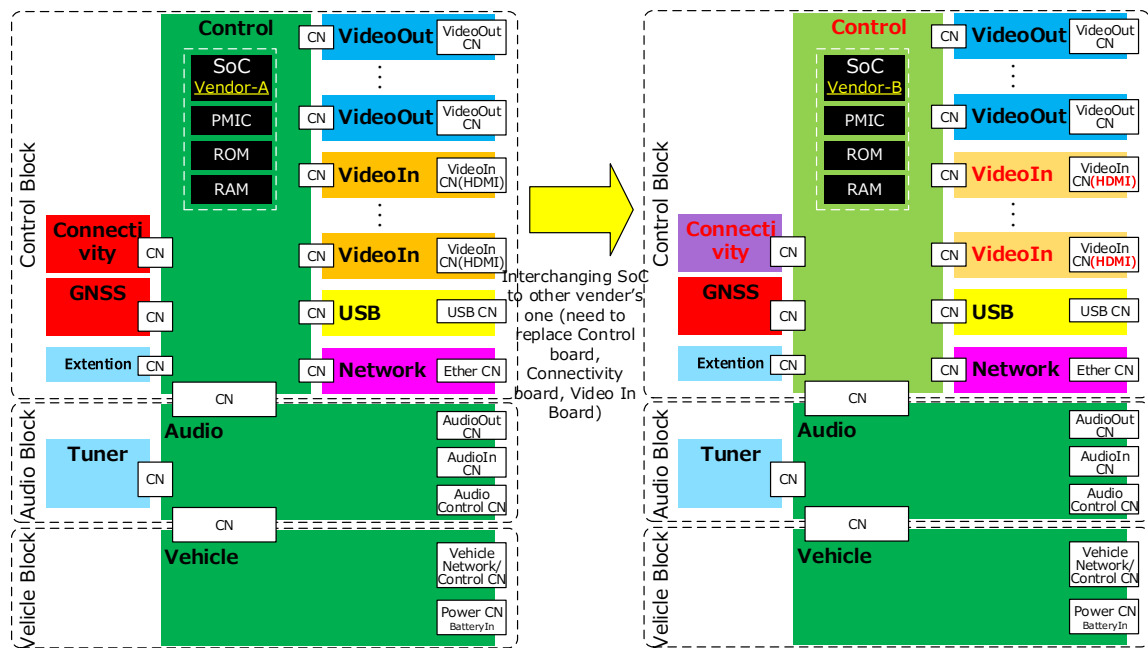 Control Block
Control
SoC
Vendor-A
PMIC
ROM
RAM
CN
VideoOut
VideoOut
CN
⋮
CN
VideoOut
VideoOut
CN
CN
VideoIn
VideoIn
CN(HDMI)
⋮
CN
VideoIn
VideoIn
CN(HDMI)
Connecti
vity
CN
GNSS
CN
CN
USB
USB CN
Extention
CN
CN
Network
Ether CN
CN
Audio Block
Audio
Tuner
CN
AudioOut
CN
AudioIn
CN
Audio
Control CN
CN
Velicle Block
Vehicle
Vehicle
Network/
Control CN
Power CN
BatteryIn
Interchanging SoC
to other vender's
one (need to
replace Control
board,
Connectivity
board, Video In
Board)
Control Block
Control
SoC
Vendor-B
PMIC
ROM
RAM
CN
VideoOut
VideoOut
CN
⋮
CN
VideoOut
VideoOut
CN
CN
VideoIn
VideoIn
CN(HDMI)
⋮
CN
VideoIn
VideoIn
CN(HDMI)
Connecti
vity
CN
GNSS
CN
CN
USB
USB CN
Extention
CN
CN
Network
Ether CN
CN
Audio Block
Audio
Tuner
CN
AudioOut
CN
AudioIn
CN
Audio
Control CN
CN
Velicle Block
Vehicle
Vehicle
Network/
Control CN
Power CN
BatteryIn